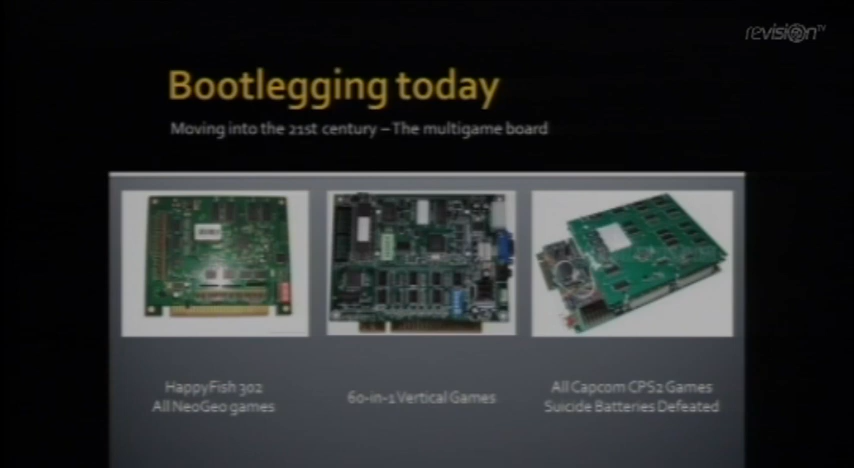 revision TV
Bootlegging today
Moving into the 21st century – The multigame board
HappyFish 302
All NeoGeo games
60-in-1 Vertical Games
All Capcom CPS2 Games
Suicide Batteries Defeated